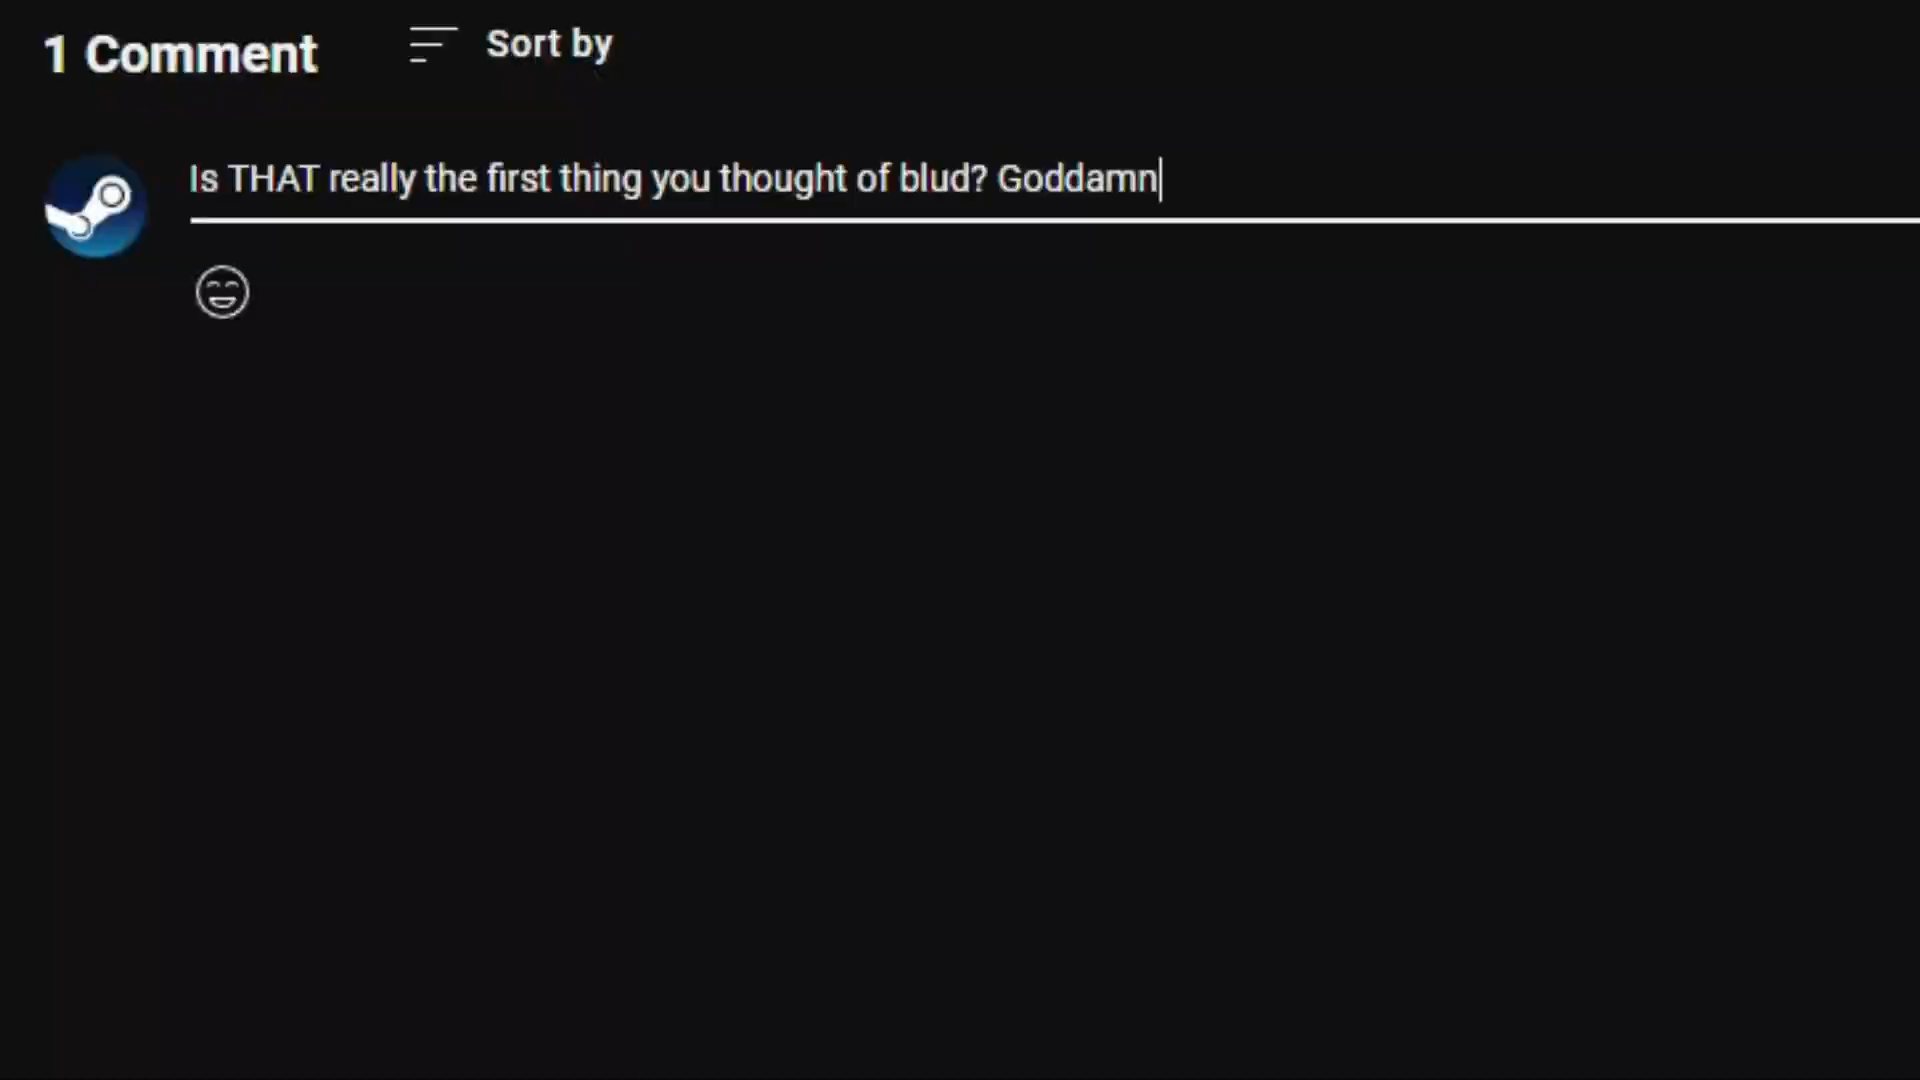 1 Comment
Sort by
Is THAT really the first thing you thought of blud? Goddamn